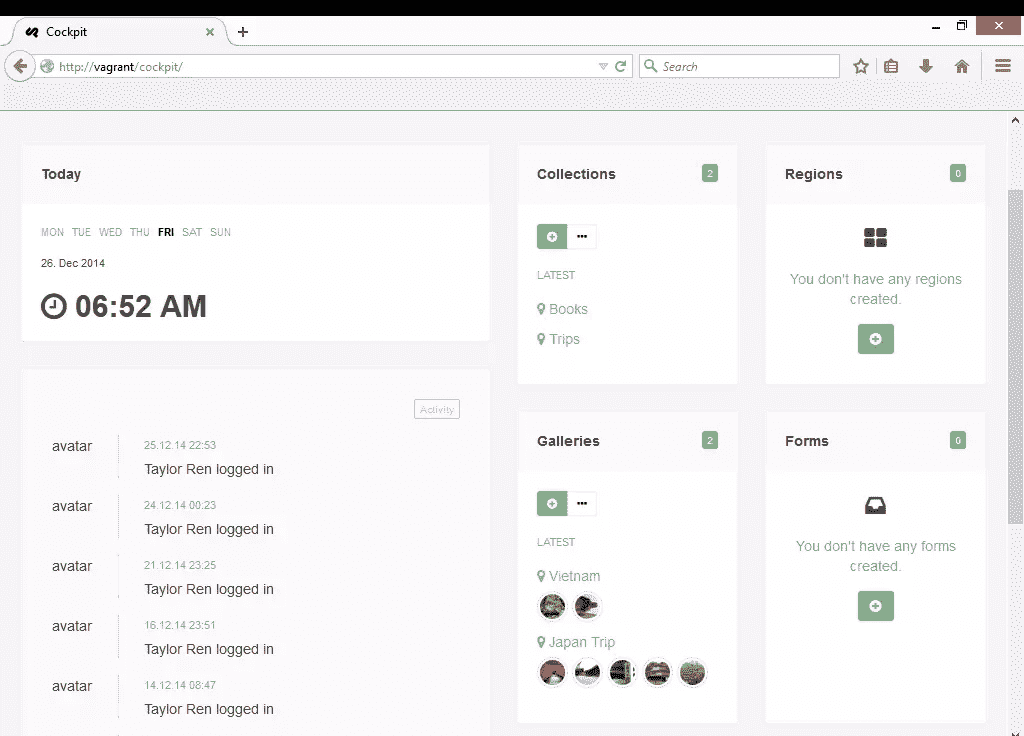 Cockpit
http://vagrant/cockpit/
Search
Today
MON TUE WED THU FRI SAT SUN
26. Dec 2014
06:52 AM
Activity
avatar
25.12.14 22:53
Taylor Ren logged in
avatar
24.12.14 00:23
Taylor Ren logged in
avatar
21.12.14 23:25
Taylor Ren logged in
avatar
16.12.14 23:51
Taylor Ren logged in
avatar
14.12.14 08:47
Taylor Ren logged in
Collections 2
LATEST
Books
Trips
Regions 0
You don't have any regions
created.
Galleries 2
LATEST
Vietnam
Japan Trip
Forms 0
You don't have any forms
created.